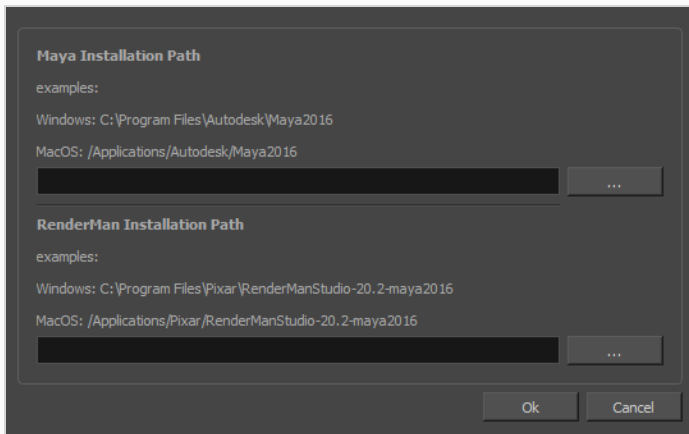 Maya Installation Path
examples:
Windows: C:\Program Files\Autodesk\Maya2016
MacOS: /Applications/Autodesk/Maya2016
...
RenderMan Installation Path
examples:
Windows: C:\Program Files\Pixar\RenderManStudio-20.2-maya2016
MacOS: /Applications/Pixar/RenderManStudio-20.2-maya2016
...
Ok Cancel